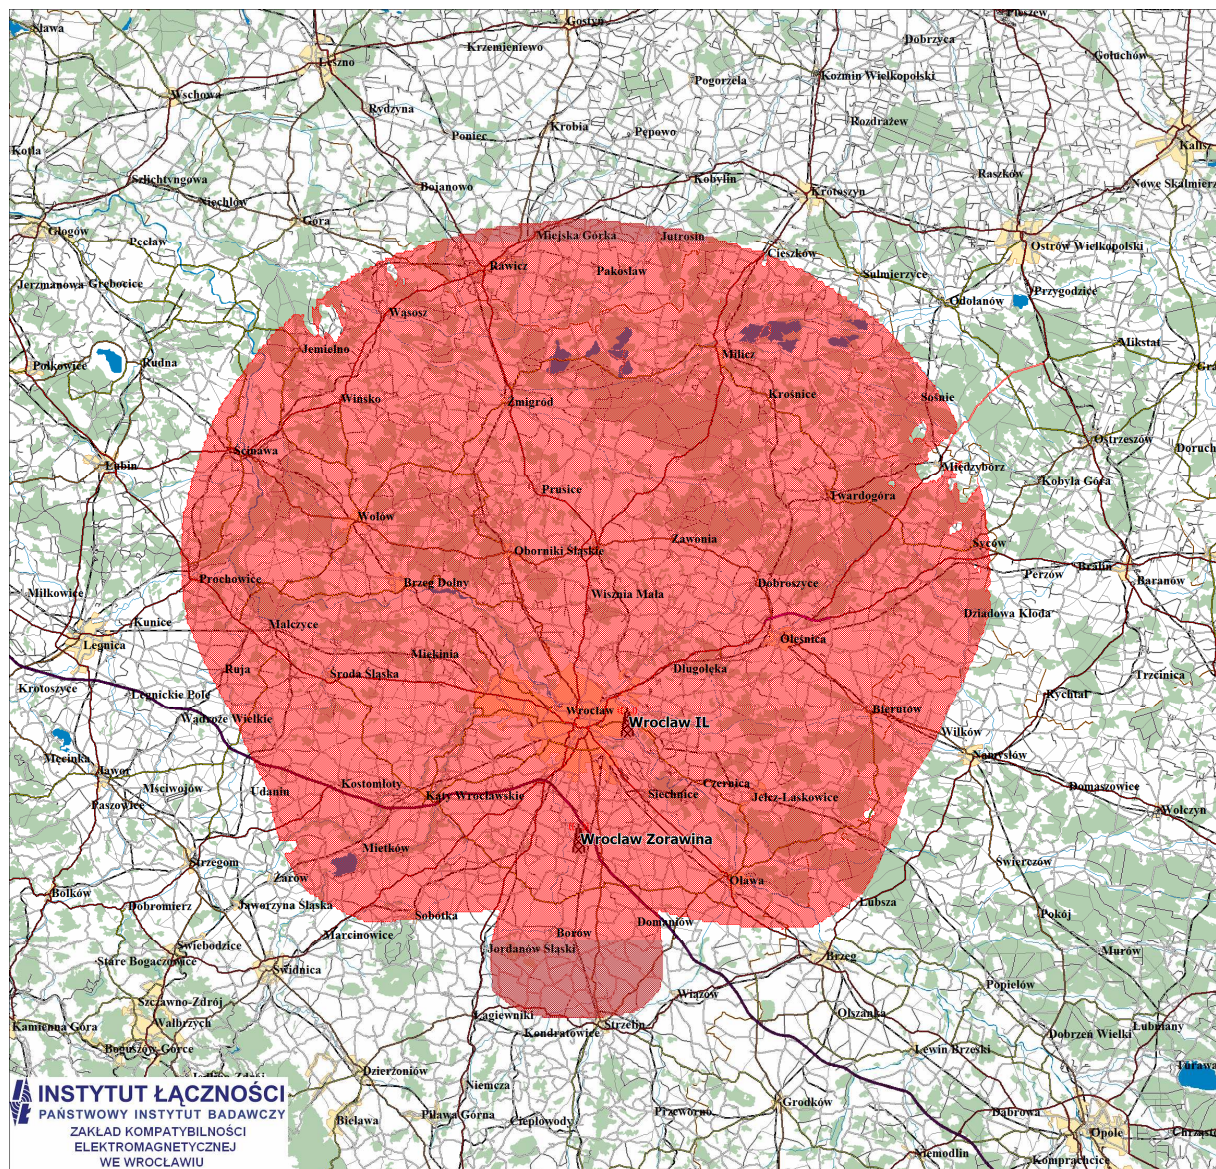 Sława
Gostyń
Pleszew
Krzemieniewo
Dobrzyca
Gołuchów
Leszno
Pogorzela
Koźmin Wielkopolski
Wschowa
Rydzyna
Krobia
Pępowo
Rozdrażew
Poniec
Kotla
Kalisz
Szlichtyngowa
Bojanowo
Kobylin
Krotoszyn
Raszków
Nowe Skalmierz
Niechlów
Góra
Głogów
Pęcław
Miejska Górka
Jutrosin
Cieszków
Ostrów Wielkopolski
Rawicz
Pakosław
Sulmierzyce
Jerzmanowa
Grębocice
Przygodzice
Odolanów
Wąsosz
Jemielno
Milicz
Mikstat
Polkowice
Rudna
Wińsko
Żmigród
Krośnice
Sośnie
Ostrzeszów
Doruch
Ścinawa
Lubin
Międzybórz
Kobyla Góra
Prusice
Twardogóra
Wołów
Oborniki Śląskie
Zawonia
Syców
Bralin
Perzów
Baranów
Prochowice
Brzeg Dolny
Dobroszyce
Miłkowice
Wisznia Mała
Dziadowa Kłoda
Kunice
Malczyce
Oleśnica
Legnica
Miękinia
Długołęka
Ruja
Środa Śląska
Trzcinica
Krotoszyce
Legnickie Pole
Rychtal
Wądroże Wielkie
Wrocław
Wroclaw IL
Bierutów
Wilków
Męcinka
Jawor
Namysłów
Mściwojów
Udanin
Kostomłoty
Kąty Wrocławskie
Siechnice
Czernica
Jelcz-Laskowice
Domaszowice
Paszowice
Wołczyn
Wroclaw Zorawina
Mietków
Strzegom
Świerczów
Żarów
Oława
Bolków
Dobromierz
Jaworzyna Śląska
Sobótka
Lubsza
Pokój
Marcinowice
Borów
Domaniów
Świebodzice
Jordanów Śląski
Murów
Stare Bogaczowice
Świdnica
Brzeg
Wiązów
Popielów
Szczawno-Zdrój
Łagiewniki
Olszanka
Kamienna Góra
Wałbrzych
Kondratowice
Strzelin
Dobrzeń Wielki
Łubniany
Boguszów-Gorce
Lewin Brzeski
Turawa
Dzierżoniów
Niemcza
Grodków
Dąbrowa
Bielawa
Piława Górna
Ciepłowody
Przeworno
Opole
Niemodlin
Komprachcice
INSTYTUT ŁĄCZNOŚCI
PAŃSTWOWY INSTYTUT BADAWCZY
ZAKŁAD KOMPATYBILNOŚCI
ELEKTROMAGNETYCZNEJ
WE WROCŁAWIU